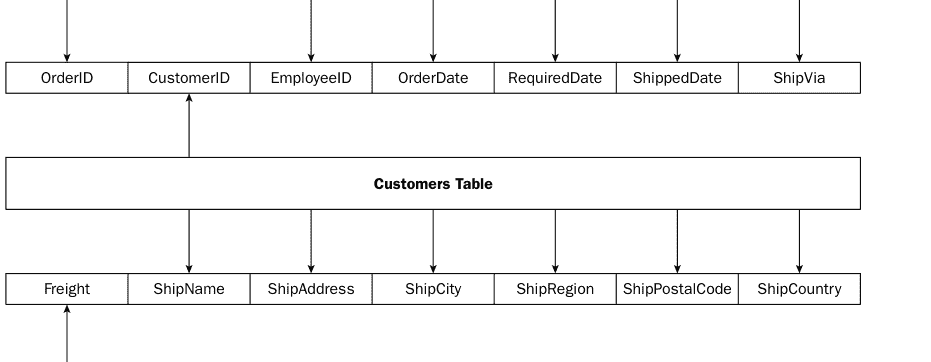 OrderID CustomerID EmployeeID OrderDate RequiredDate ShippedDate ShipVia
Customers Table
Freight ShipName ShipAddress ShipCity ShipRegion ShipPostalCode ShipCountry